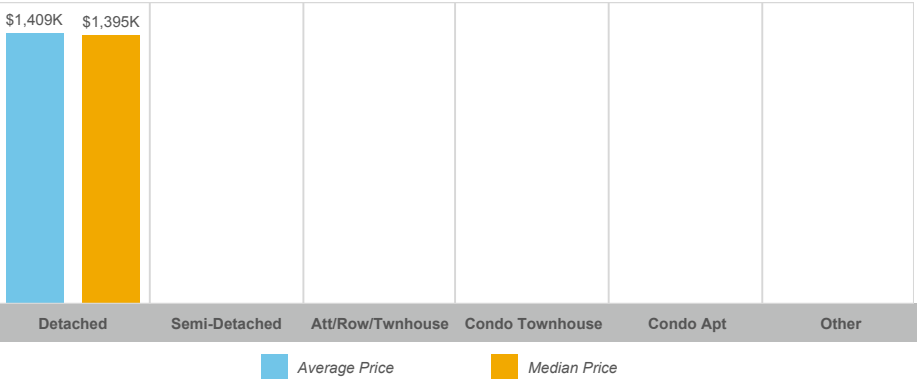 $1,409K $1,395K
Detached Semi-Detached Att/Row/Twnhouse Condo Townhouse Condo Apt Other
Average Price Median Price